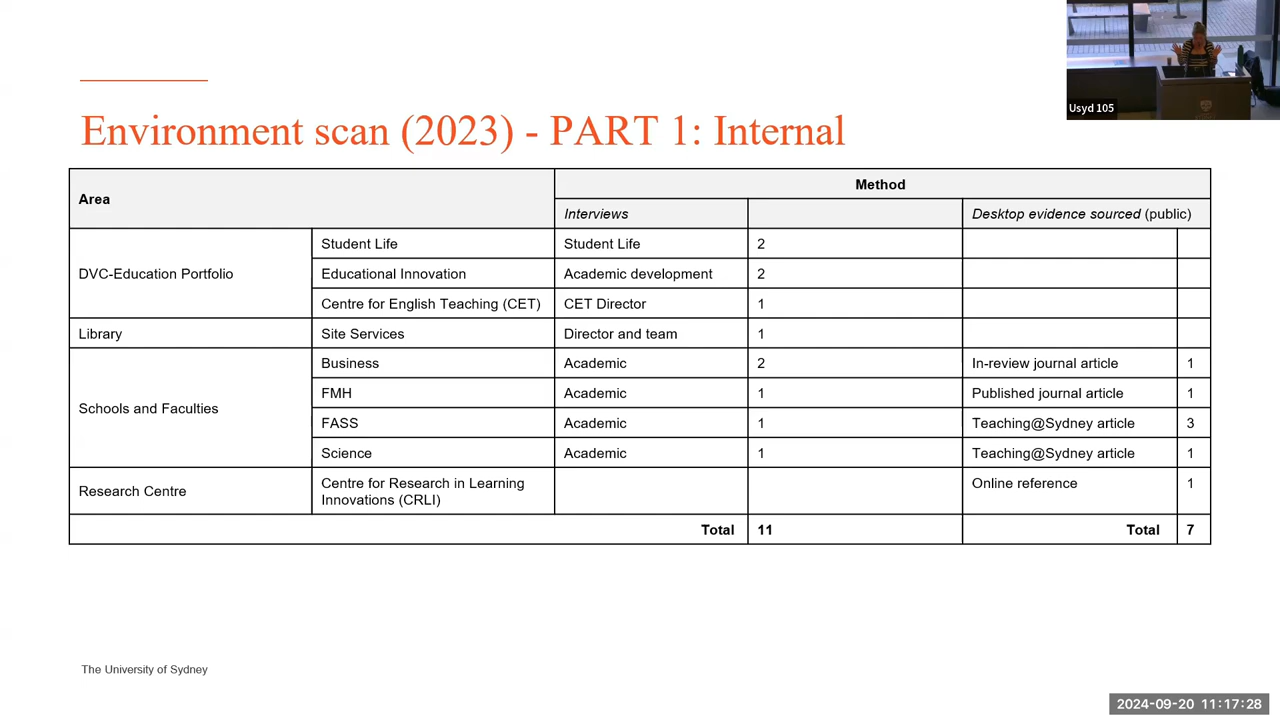 Usyd 105
Environment scan (2023) - PART 1: Internal
Area
Method
Interviews
Desktop evidence sourced (public)
DVC-Education Portfolio
Student Life
Student Life
2
Educational Innovation
Academic development
2
Centre for English Teaching (CET)
CET Director
1
Library
Site Services
Director and team
1
Schools and Faculties
Business
Academic
2
In-review journal article
1
FMH
Academic
1
Published journal article
1
FASS
Academic
1
Teaching@Sydney article
3
Science
Academic
1
Teaching@Sydney article
1
Research Centre
Centre for Research in Learning
Innovations (CRLI)
Online reference
1
Total
11
Total
7
The University of Sydney
2024-09-20 11:17:28